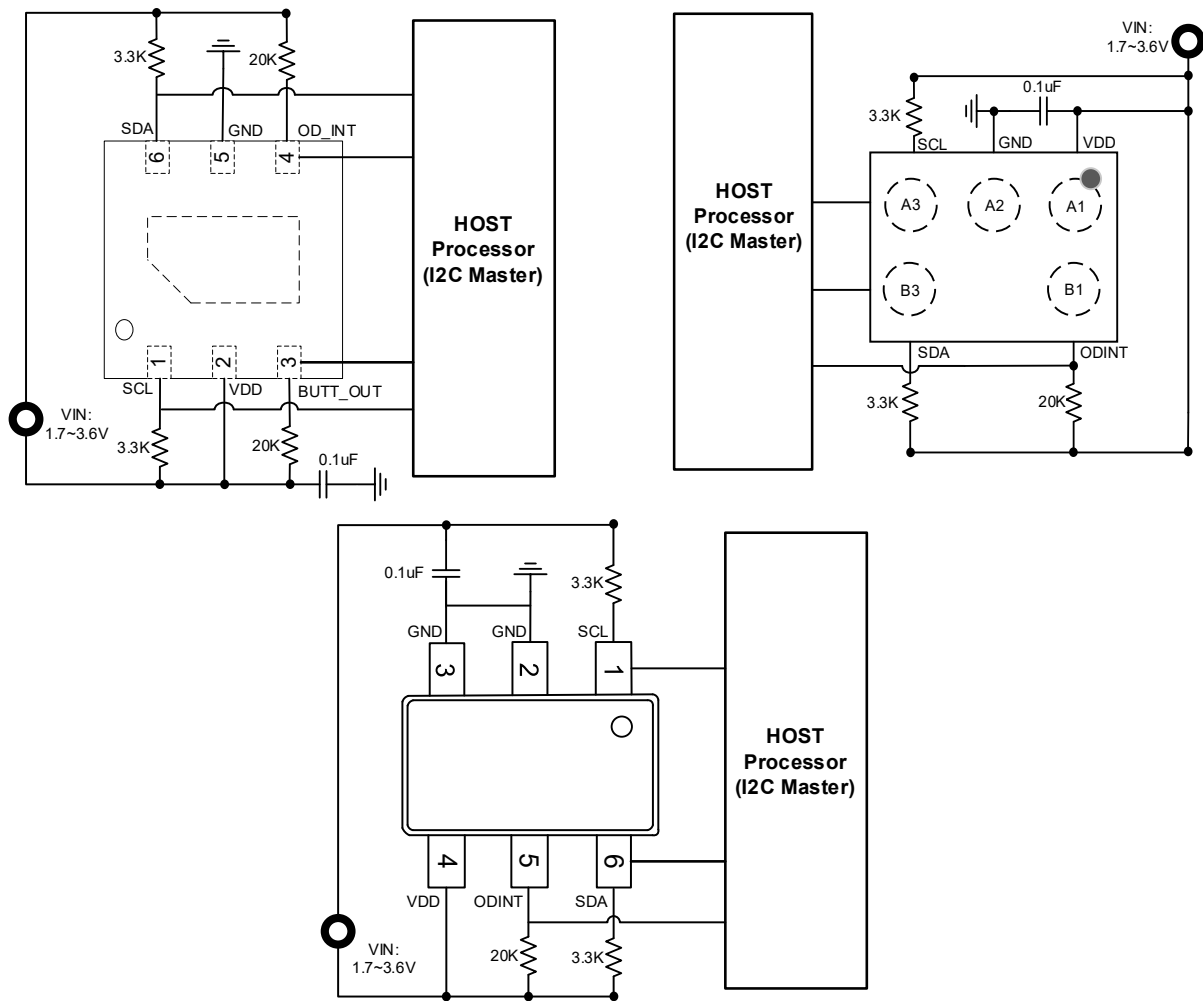 3.3K
20K
SDA
GND
OD_INT
6
5
4
HOST
Processor
(I2C Master)
1
2
3
SCL
VDD
BUTT_OUT
VIN:
1.7~3.6V
3.3K
20K
0.1uF
VIN:
1.7~3.6V
0.1uF
3.3K
SCL
GND
VDD
HOST
Processor
(I2C Master)
A3
A2
A1
B3
B1
SDA
ODINT
3.3K
20K
0.1uF
3.3K
GND
GND
SCL
3
2
1
HOST
Processor
(I2C Master)
4
5
6
VDD
ODINT
SDA
VIN:
1.7~3.6V
20K
3.3K